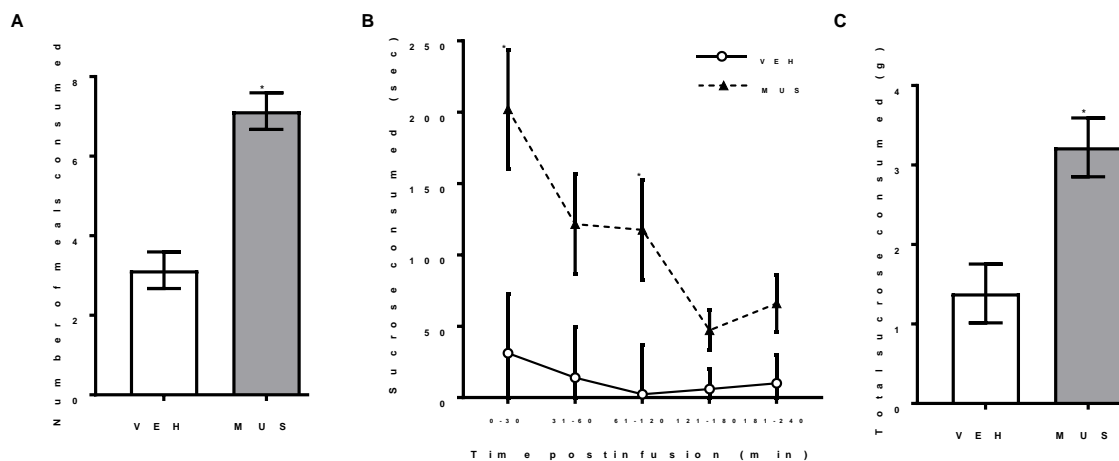 A
Number of meals consumed
8
6
4
2
0
VEH
MUS
*
B
Sucrose consumed (sec)
250
200
150
100
50
0
*
*
VEH
MUS
0-30
31-60
61-120
121-180
181-240
Time postinfusion (min)
C
Total sucrose consumed (g)
4
3
2
1
0
*
VEH
MUS